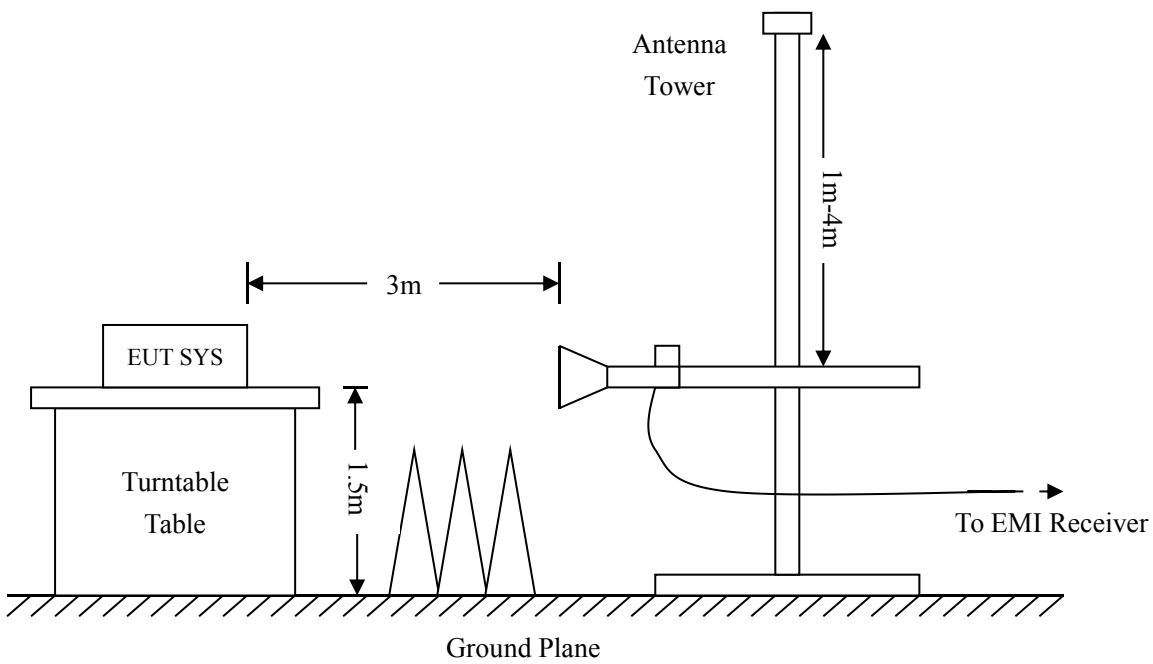 Antenna
Tower
1m-4m
3m
EUT SYS
1.5m
Turntable
Table
To EMI Receiver
Ground Plane